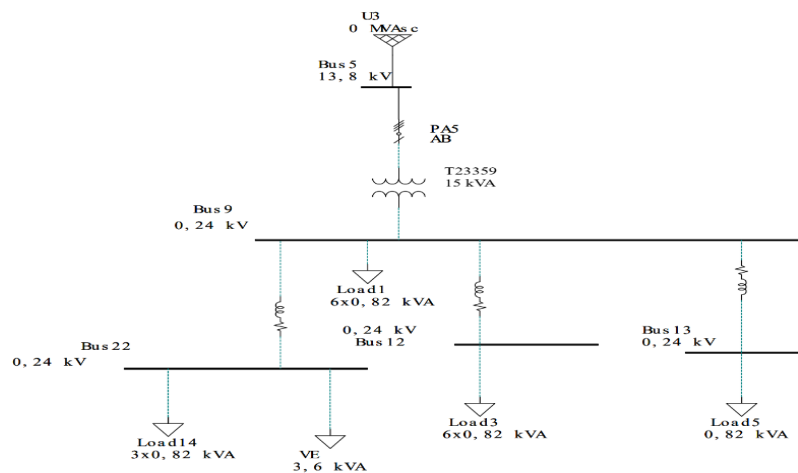 U3
0 MVAsc
Bus5
13,8 kV
PA5
AB
T23359
15 kVA
Bus9
0,24 kV
Load1
6x0,82 kVA
0,24 kV
Bus12
Bus13
0,24 kV
Bus22
0,24 kV
Load14
3x0,82 kVA
VE
3,6 kVA
Load3
6x0,82 kVA
Load5
0,82 kVA